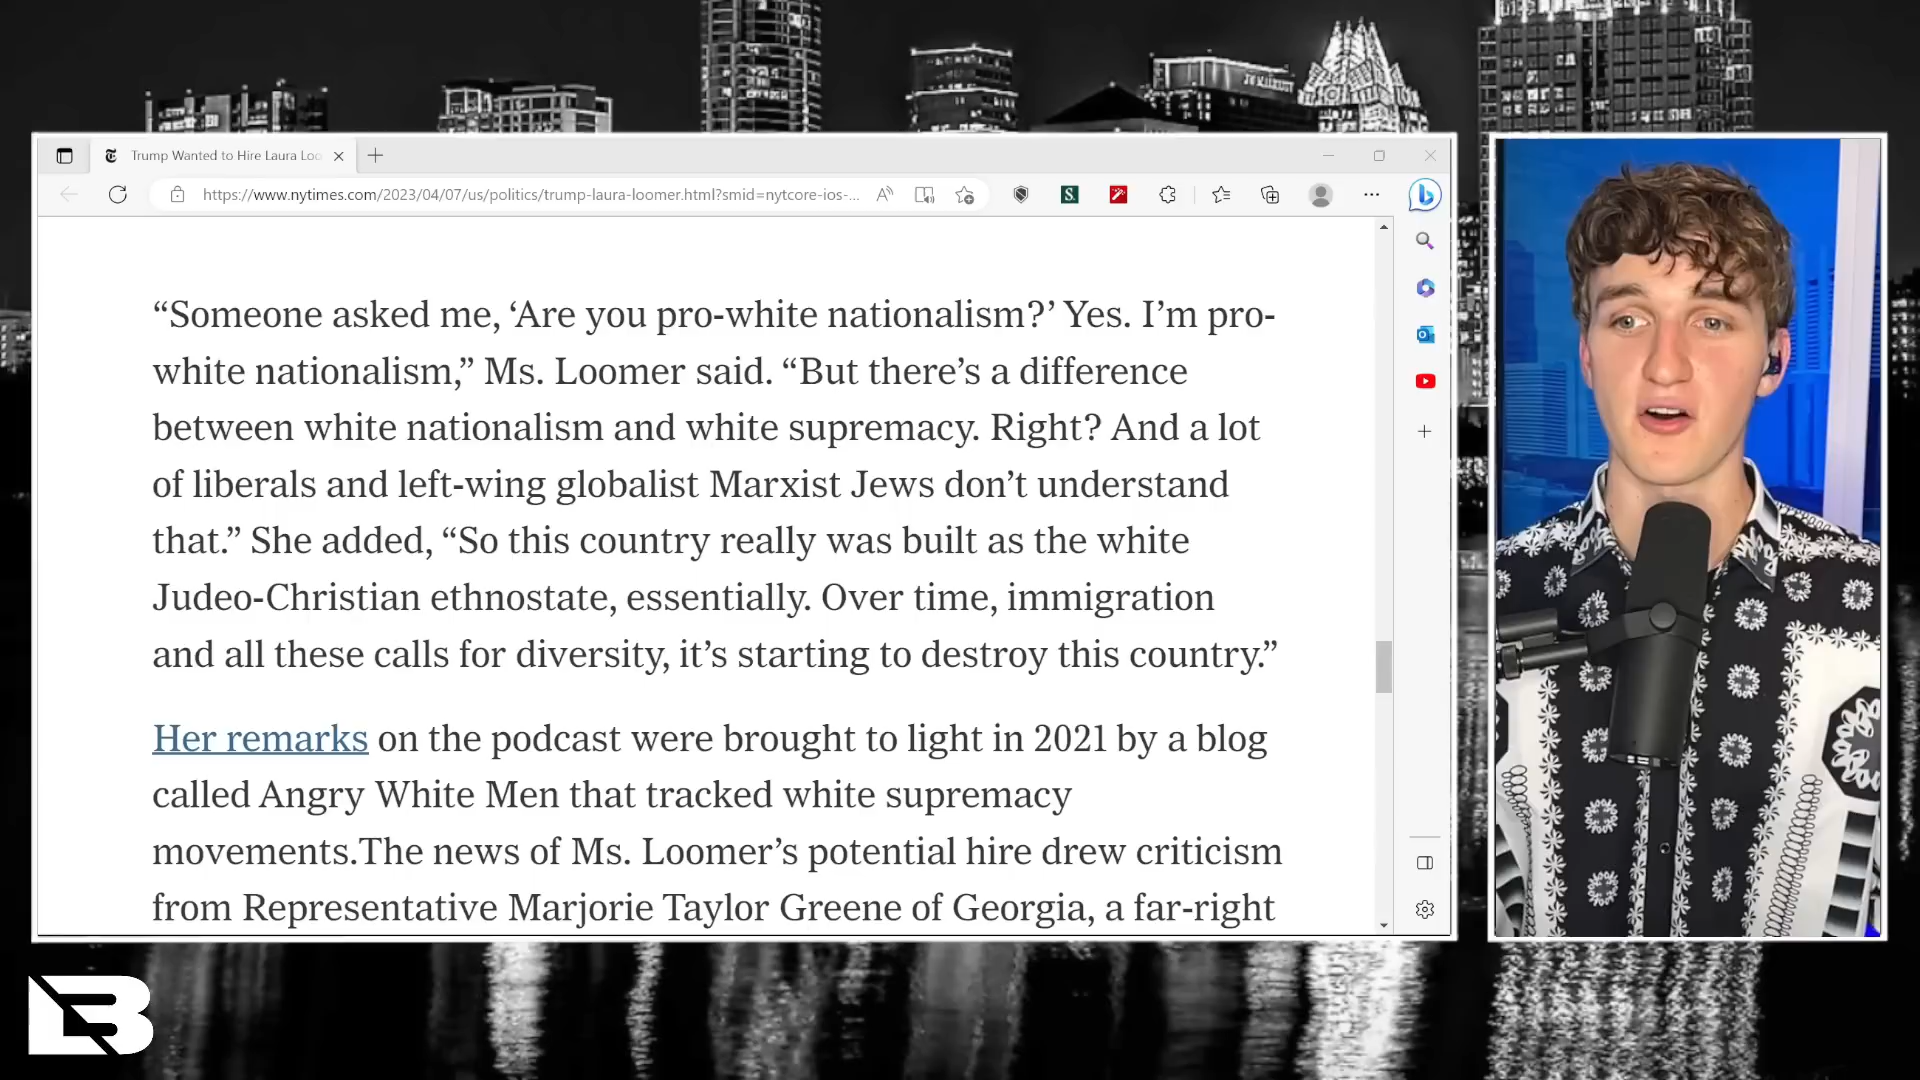 Trump Wanted to Hire Laura Loo
https://www.nytimes.com/2023/04/07/us/politics/trump-laura-loomer.html?smid=nytcore-ios-...
“Someone asked me, ‘Are you pro-white nationalism?’ Yes. I’m pro-
white nationalism,” Ms. Loomer said. “But there’s a difference
between white nationalism and white supremacy. Right? And a lot
of liberals and left-wing globalist Marxist Jews don’t understand
that.” She added, “So this country really was built as the white
Judeo-Christian ethnostate, essentially. Over time, immigration
and all these calls for diversity, it’s starting to destroy this country.”
Her remarks on the podcast were brought to light in 2021 by a blog
called Angry White Men that tracked white supremacy
movements.The news of Ms. Loomer’s potential hire drew criticism
from Representative Marjorie Taylor Greene of Georgia, a far-right